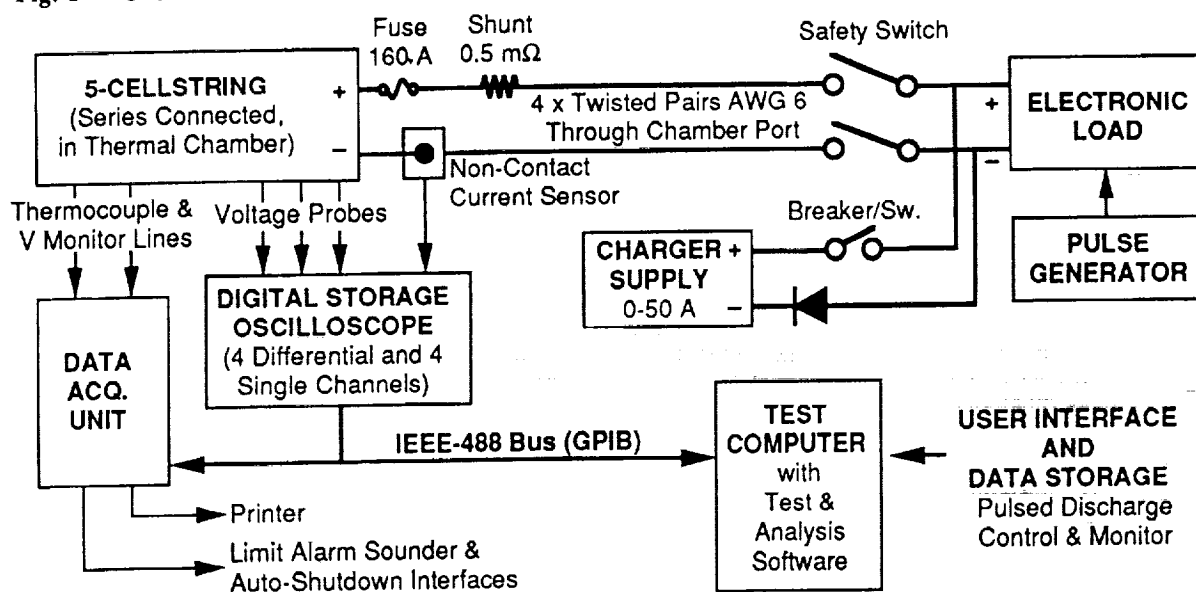 Fuse
160 A
Shunt
0.5 mΩ
Safety Switch
5-CELLSTRING
(Series Connected,
in Thermal Chamber)
+
−
4 x Twisted Pairs AWG 6
Through Chamber Port
+
−
ELECTRONIC
LOAD
Non-Contact
Current Sensor
Thermocouple &
V Monitor Lines
Voltage Probes
Breaker/Sw.
CHARGER +
SUPPLY
0-50 A −
PULSE
GENERATOR
DIGITAL STORAGE
OSCILLOSCOPE
(4 Differential and 4
Single Channels)
DATA
ACQ.
UNIT
IEEE-488 Bus (GPIB)
TEST
COMPUTER
with
Test &
Analysis
Software
USER INTERFACE
AND
DATA STORAGE
Pulsed Discharge
Control & Monitor
Printer
Limit Alarm Sounder &
Auto-Shutdown Interfaces